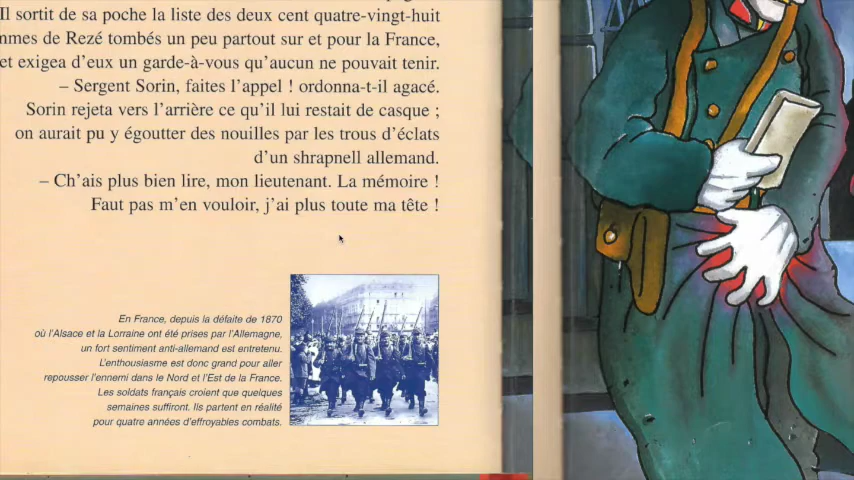 Il sortit de sa poche la liste des deux cent quatre-vingt-huit
mmes de Rezé tombés un peu partout sur et pour la France,
et exigea d'eux un garde-à-vous qu'aucun ne pouvait tenir.
– Sergent Sorin, faites l'appel ! ordonna-t-il agacé.
Sorin rejeta vers l'arrière ce qu'il lui restait de casque ;
on aurait pu y égoutter des nouilles par les trous d'éclats
d'un shrapnell allemand.
– Ch'ais plus bien lire, mon lieutenant. La mémoire !
Faut pas m'en vouloir, j'ai plus toute ma tête !
En France, depuis la défaite de 1870
où l'Alsace et la Lorraine ont été prises par l'Allemagne,
un fort sentiment anti-allemand est entretenu.
L'enthousiasme est donc grand pour aller
repousser l'ennemi dans le Nord et l'Est de la France.
Les soldats français croient que quelques
semaines suffiront. Ils partent en réalité
pour quatre années d'effroyables combats.